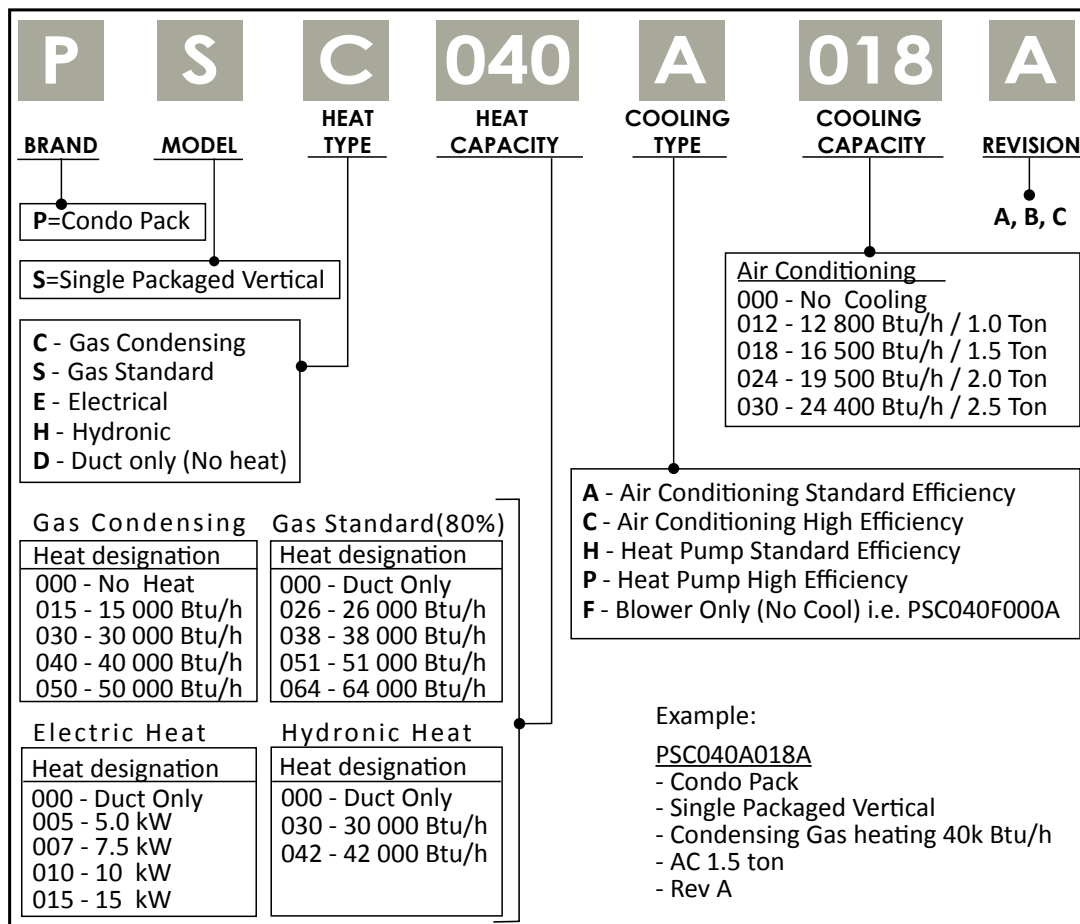 P S C 040 A 018 A
BRAND
MODEL
HEAT
TYPE
HEAT
CAPACITY
COOLING
TYPE
COOLING
CAPACITY
REVISION
P=Condo Pack
S=Single Packaged Vertical
A, B, C
C - Gas Condensing
S - Gas Standard
E - Electrical
H - Hydronic
D - Duct only (No heat)
Air Conditioning
000 - No Cooling
012 - 12 800 Btu/h / 1.0 Ton
018 - 16 500 Btu/h / 1.5 Ton
024 - 19 500 Btu/h / 2.0 Ton
030 - 24 400 Btu/h / 2.5 Ton
A - Air Conditioning Standard Efficiency
C - Air Conditioning High Efficiency
H - Heat Pump Standard Efficiency
P - Heat Pump High Efficiency
F - Blower Only (No Cool) i.e. PSC040F000A
Gas Condensing
Heat designation
000 - No Heat
015 - 15 000 Btu/h
030 - 30 000 Btu/h
040 - 40 000 Btu/h
050 - 50 000 Btu/h
Gas Standard(80%)
Heat designation
000 - Duct Only
026 - 26 000 Btu/h
038 - 38 000 Btu/h
051 - 51 000 Btu/h
064 - 64 000 Btu/h
Electric Heat
Heat designation
000 - Duct Only
005 - 5.0 kW
007 - 7.5 kW
010 - 10 kW
015 - 15 kW
Hydronic Heat
Heat designation
000 - Duct Only
030 - 30 000 Btu/h
042 - 42 000 Btu/h
Example:
PSC040A018A
- Condo Pack
- Single Packaged Vertical
- Condensing Gas heating 40k Btu/h
- AC 1.5 ton
- Rev A